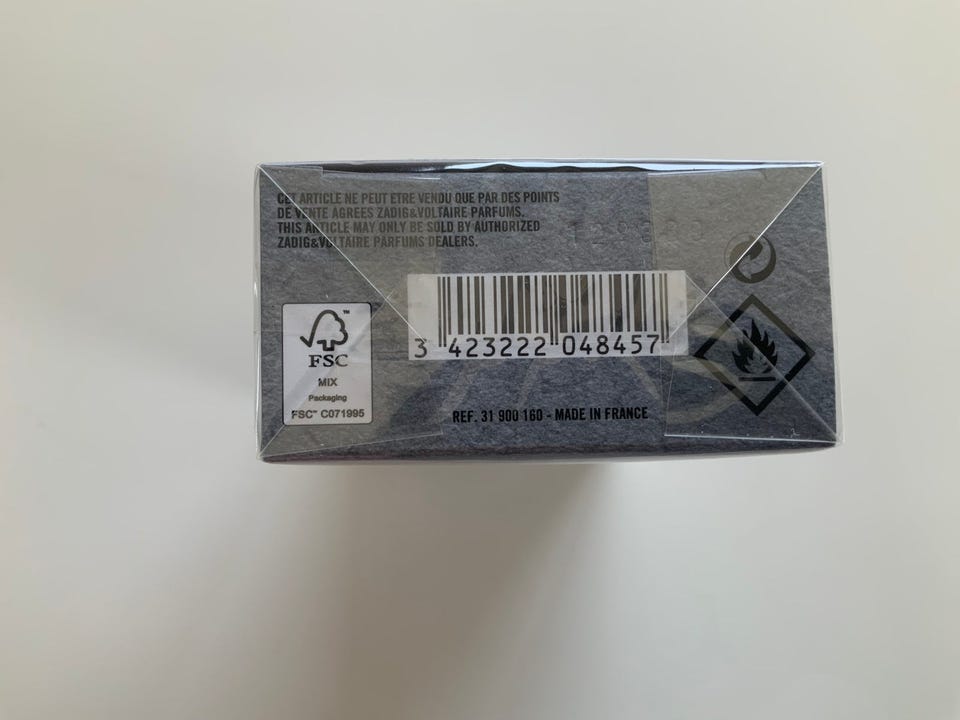 CET ARTICLE NE PEUT ETRE VENDU QUE PAR DES POINTS
DE VENTE AGREES ZADIG&VOLTAIRE PARFUMS.
THIS ARTICLE MAY ONLY BE SOLD BY AUTHORIZED
ZADIG&VOLTAIRE PARFUMS DEALERS.
3 423222 048457
FSC™
MIX
Packaging
FSC™ C071995
REF. 31 900 160 - MADE IN FRANCE